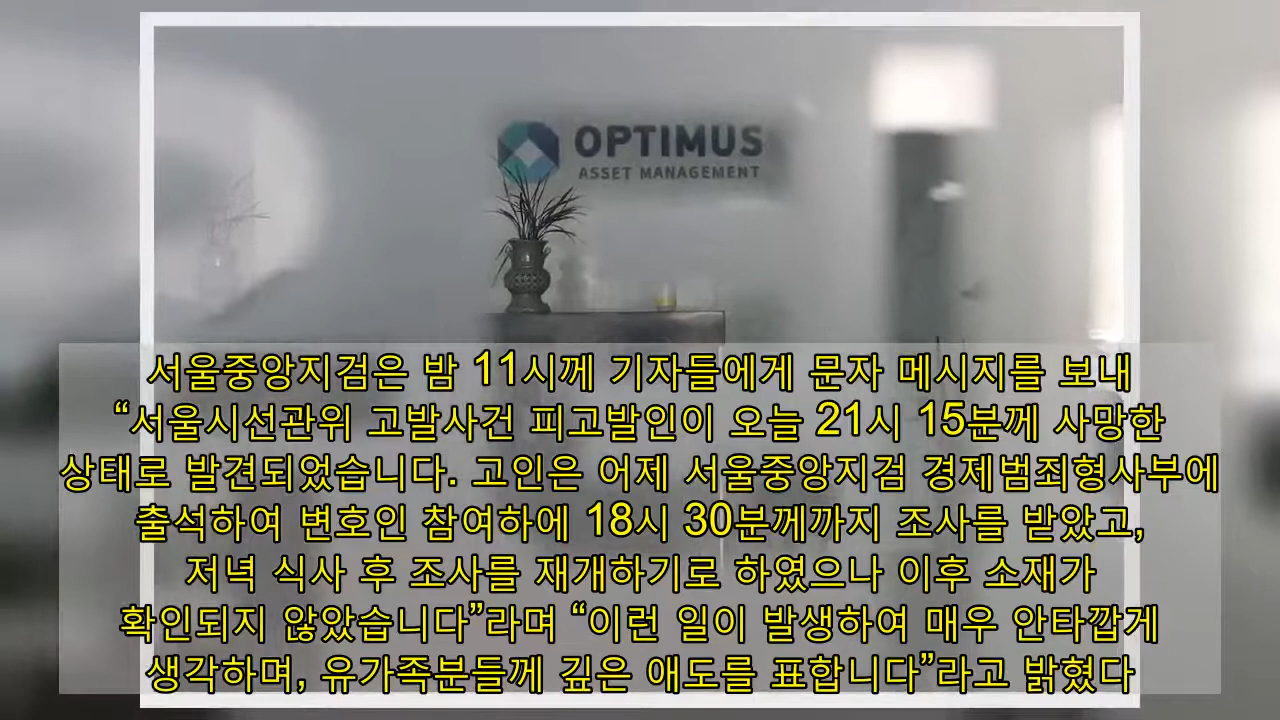 OPTIMUS
ASSET MANAGEMENT
서울중앙지검은 밤 11시께 기자들에게 문자 메시지를 보내
“서울시선관위 고발사건 피고발인이 오늘 21시 15분께 사망한
상태로 발견되었습니다. 고인은 어제 서울중앙지검 경제범죄형사부에
출석하여 변호인 참여하에 18시 30분께까지 조사를 받았고,
저녁 식사 후 조사를 재개하기로 하였으나 이후 소재가
확인되지 않았습니다”라며 “이런 일이 발생하여 매우 안타깝게
생각하며, 유가족분들께 깊은 애도를 표합니다”라고 밝혔다